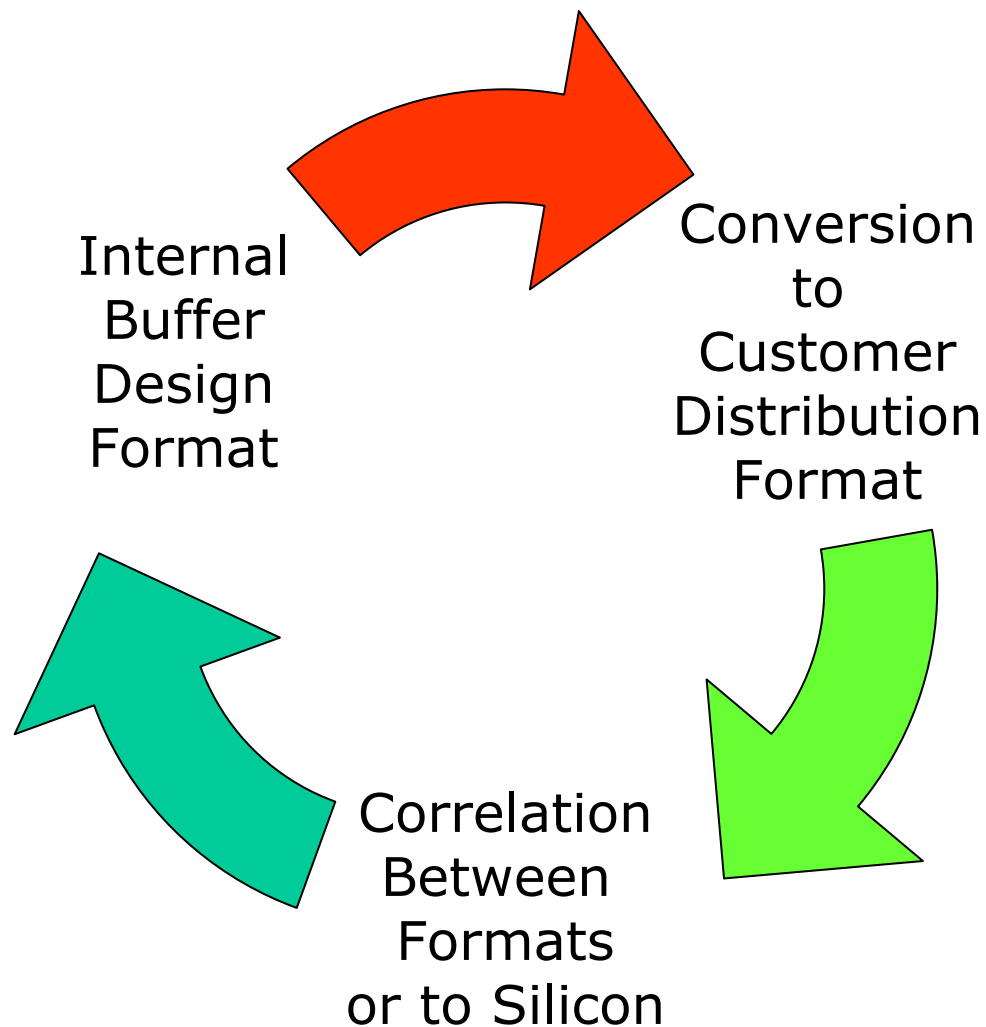 Internal
Buffer
Design
Format
Conversion
to
Customer
Distribution
Format
Correlation
Between
Formats
or to Silicon